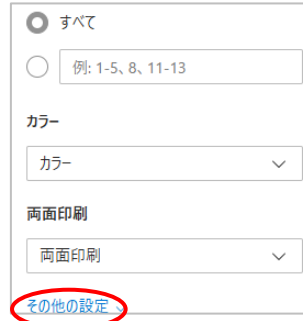 すべて
例: 1-5、8、11-13
カラー
カラー
両面印刷
両面印刷
その他の設定